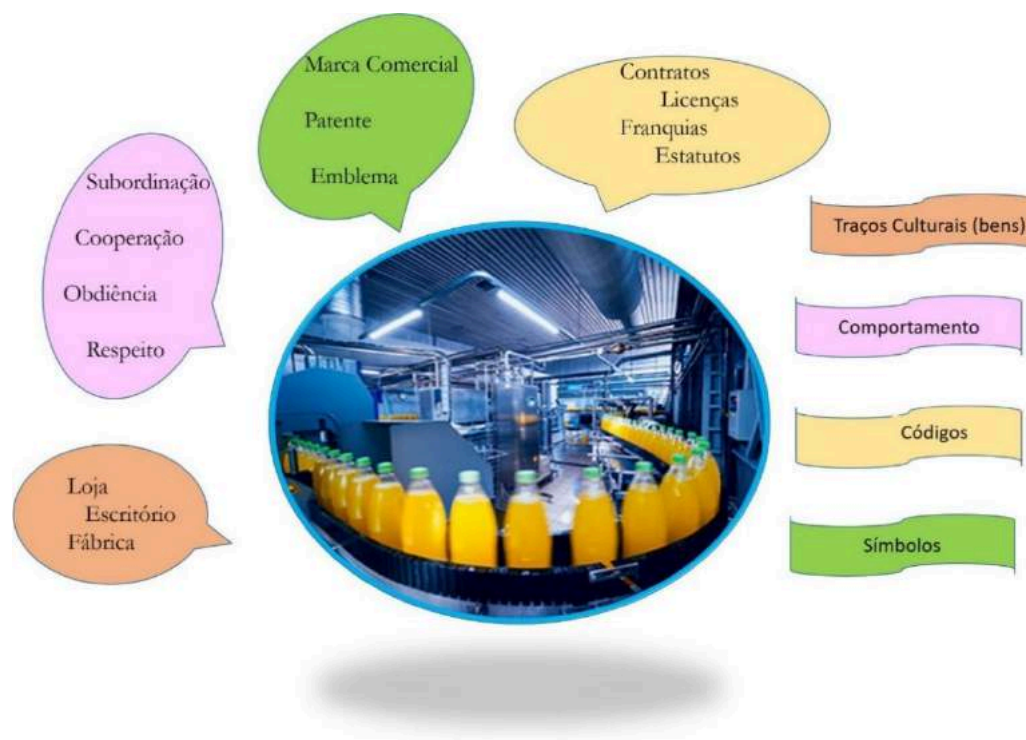 Marca Comercial
Patente
Emblema
Contratos
Licenças
Franquias
Estatutos
Subordinação
Cooperação
Obdiência
Respeito
Loja
Escritório
Fábrica
Traços Culturais (bens)
Comportamento
Códigos
Símbolos